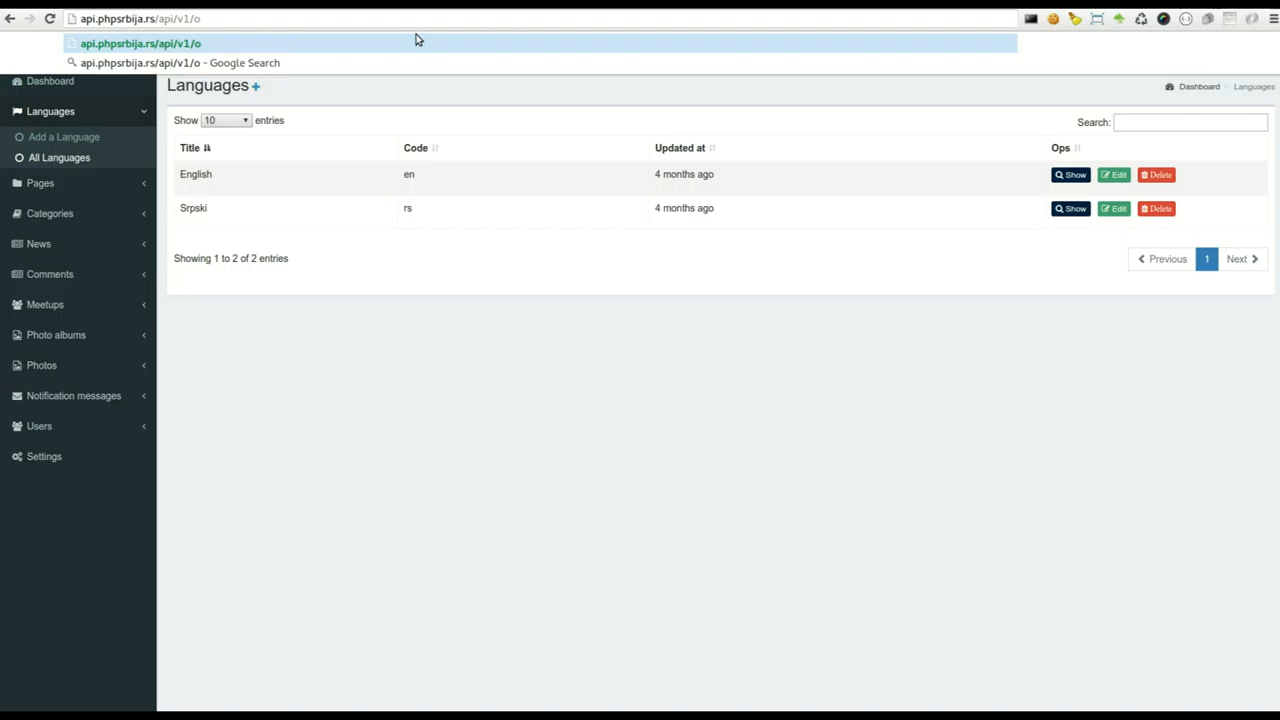 api.phpsrbija.rs/api/v1/o
api.phpsrbija.rs/api/v1/o
api.phpsrbija.rs/api/v1/o - Google Search
Dashboard
Languages
Add a Language
All Languages
Pages
Categories
News
Comments
Meetups
Photo albums
Photos
Notification messages
Users
Settings
Languages +
Dashboard Languages
Show 10 entries
Search:
Title Code Updated at Ops
English en 4 months ago Show Edit Delete
Srpski rs 4 months ago Show Edit Delete
Showing 1 to 2 of 2 entries
Previous 1 Next